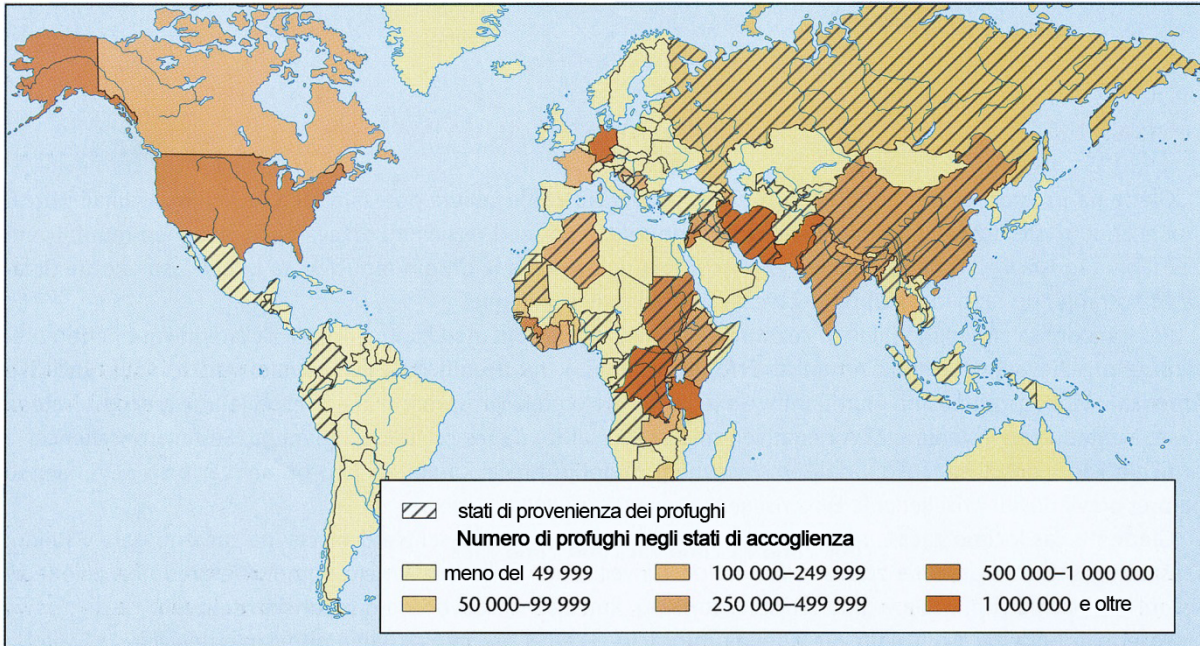 stati di provenienza dei profughi
Numero di profughi negli stati di accoglienza
meno del 49 999
100 000–249 999
500 000–1 000 000
50 000–99 999
250 000–499 999
1 000 000 e oltre